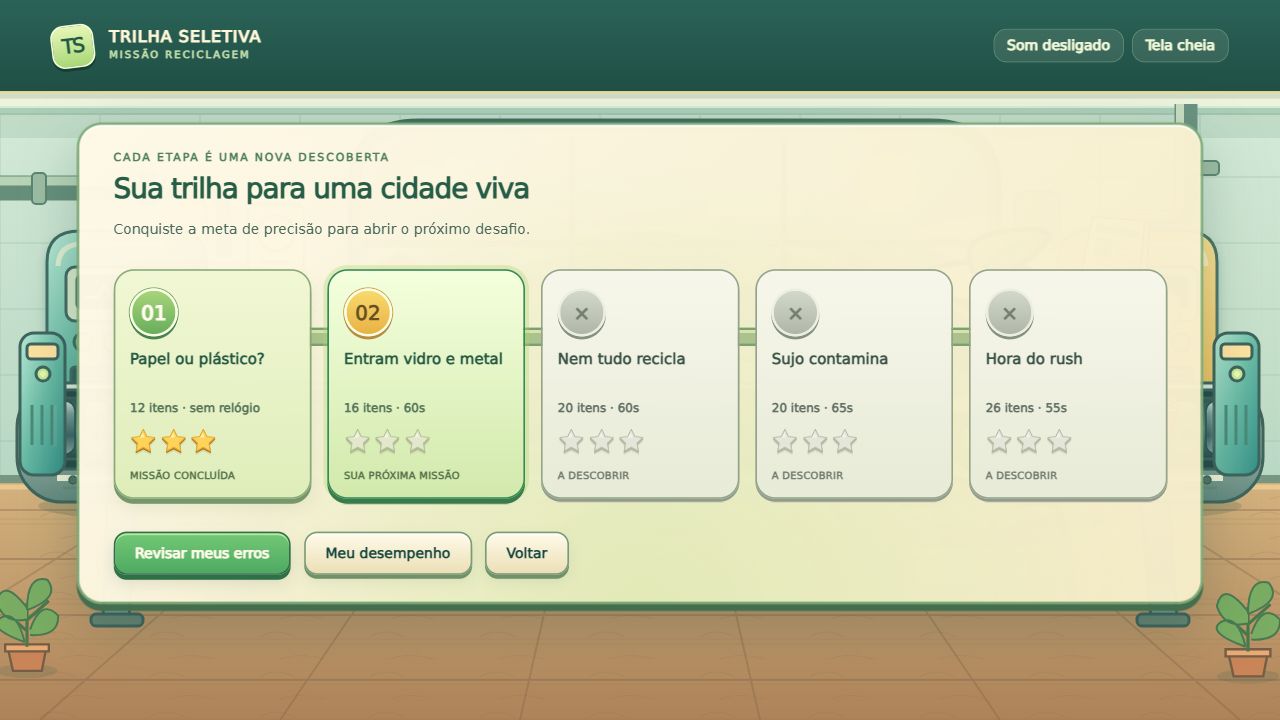 TS
TRILHA SELETIVA
MISSÃO RECICLAGEM
Som desligado
Tela cheia
CADA ETAPA É UMA NOVA DESCOBERTA
Sua trilha para uma cidade viva
Conquiste a meta de precisão para abrir o próximo desafio.
01
Papel ou plástico?
12 itens · sem relógio
MISSÃO CONCLUÍDA
02
Entram vidro e metal
16 itens · 60s
SUA PRÓXIMA MISSÃO
×
Nem tudo recicla
20 itens · 60s
A DESCOBRIR
×
Sujo contamina
20 itens · 65s
A DESCOBRIR
×
Hora do rush
26 itens · 55s
A DESCOBRIR
Revisar meus erros
Meu desempenho
Voltar